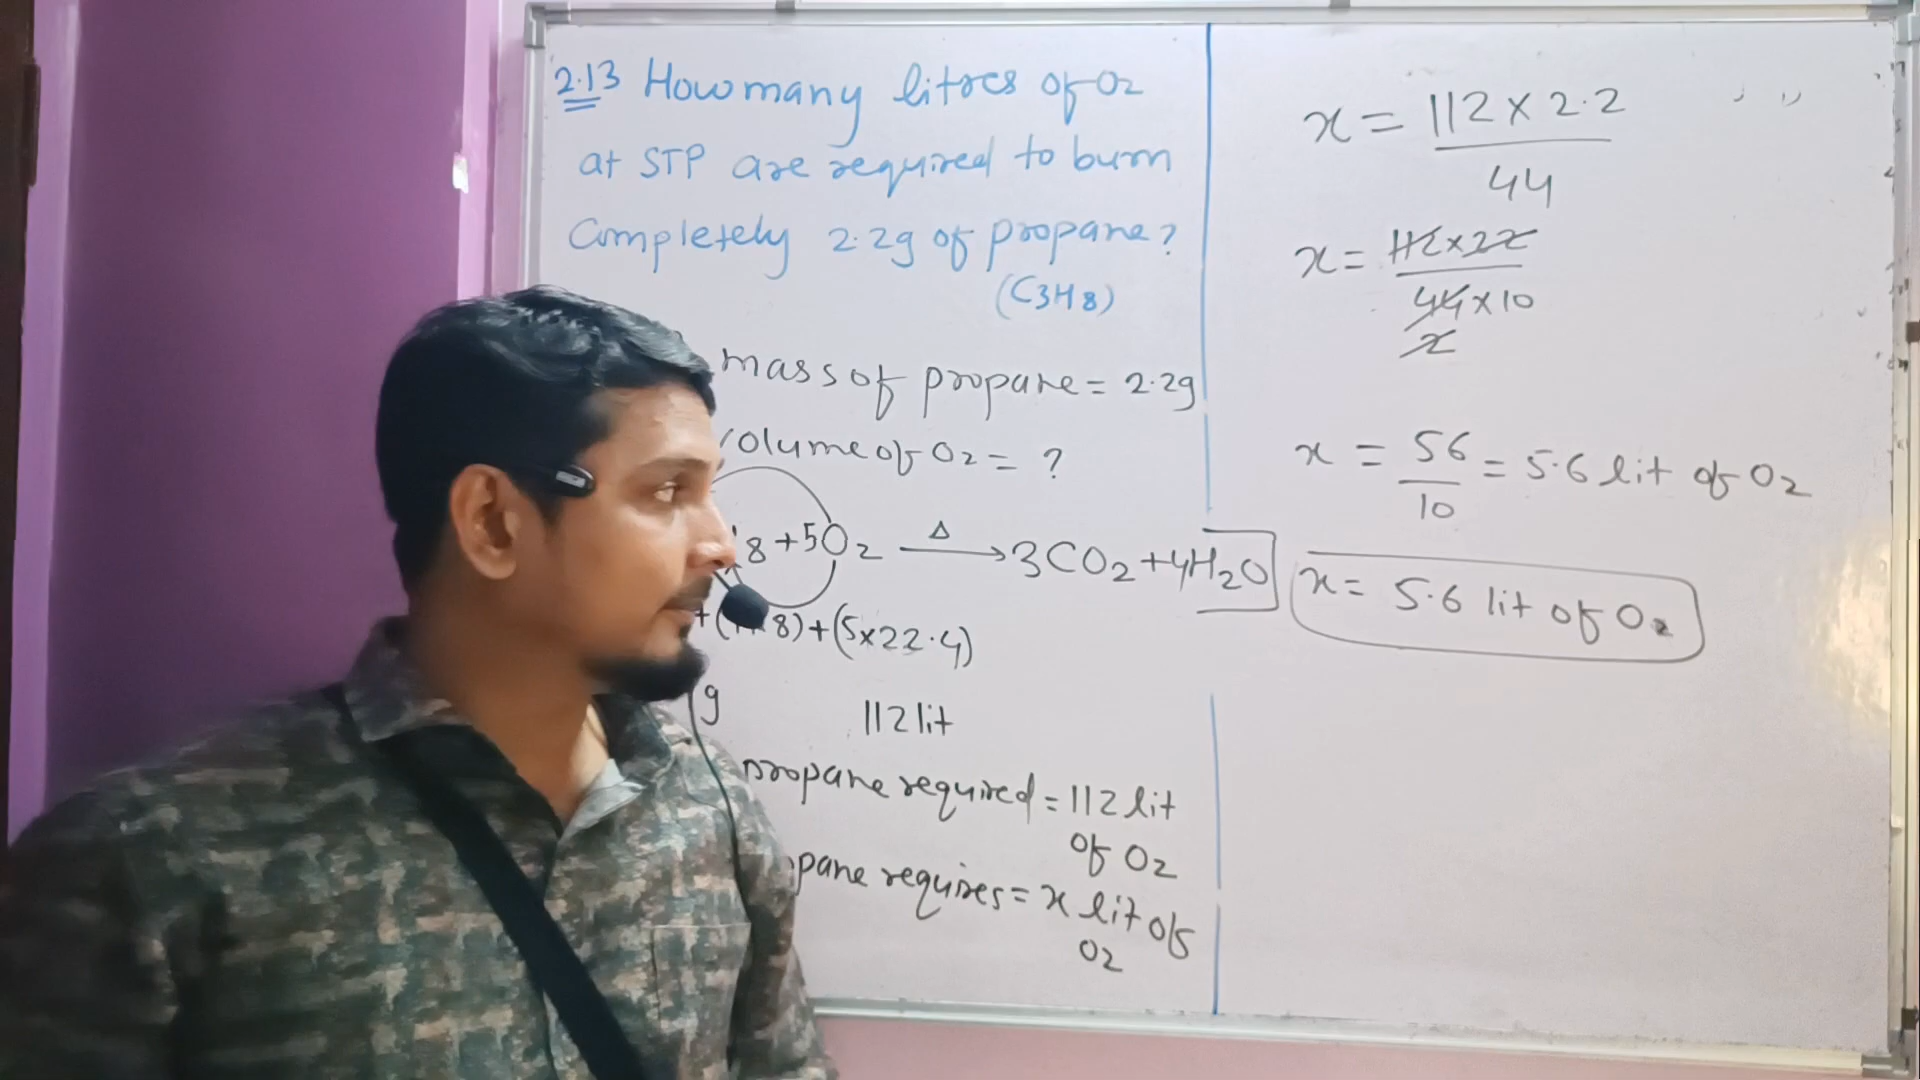 2.13 How many litres of O2
at STP are required to burn
Completely 2.2g of propane?
(C3H8)
mass of propane = 2.2g
volume of O2 = ?
8 + 5O2 —Δ→ 3CO2 + 4H2O
8) + (5x22.4)
g 112 lit
propane required = 112 lit
of O2
requires = x lit of
O2
x = 112 x 2.2
44
x = 112 x 22
44 x 10
2
x = 56/10 = 5.6 lit of O2
x = 5.6 lit of O2